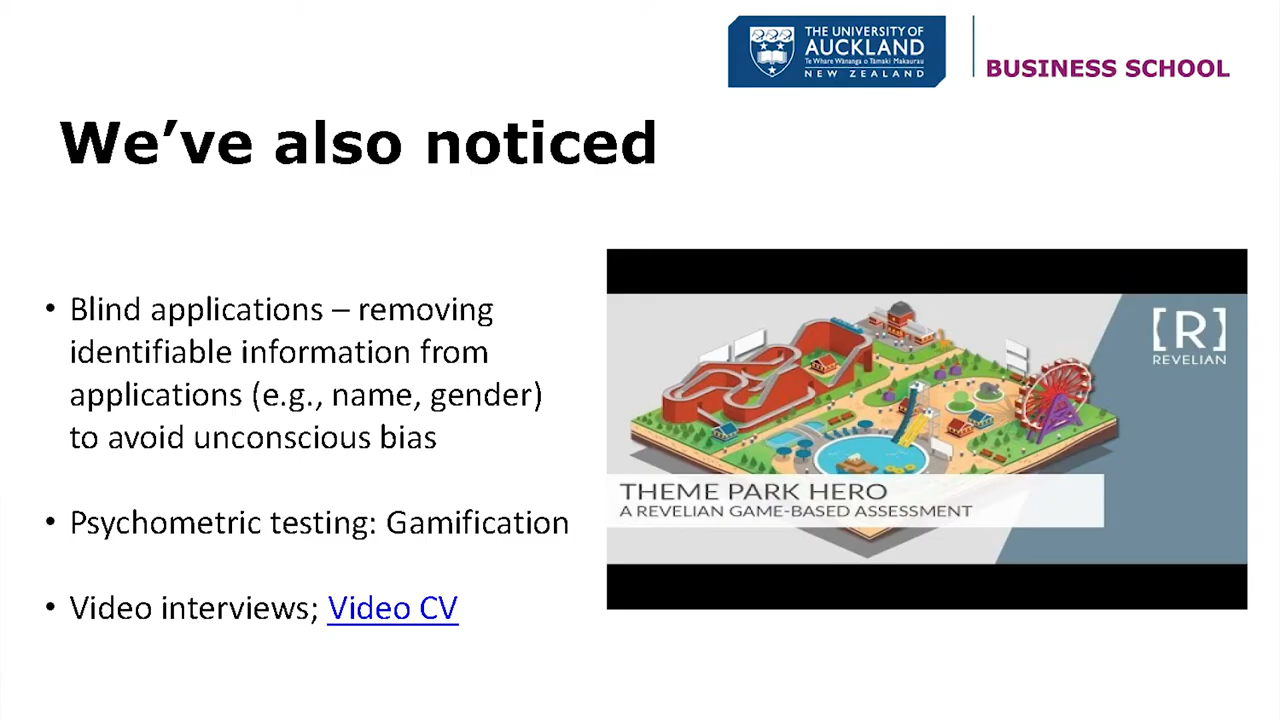 THE UNIVERSITY OF
AUCKLAND
Te Whare Wānanga o Tāmaki Makaurau
NEW ZEALAND
BUSINESS SCHOOL
We’ve also noticed
• Blind applications – removing
identifiable information from
applications (e.g., name, gender)
to avoid unconscious bias
• Psychometric testing: Gamification
• Video interviews; Video CV
[R]
REVELIAN
THEME PARK HERO
A REVELIAN GAME-BASED ASSESSMENT